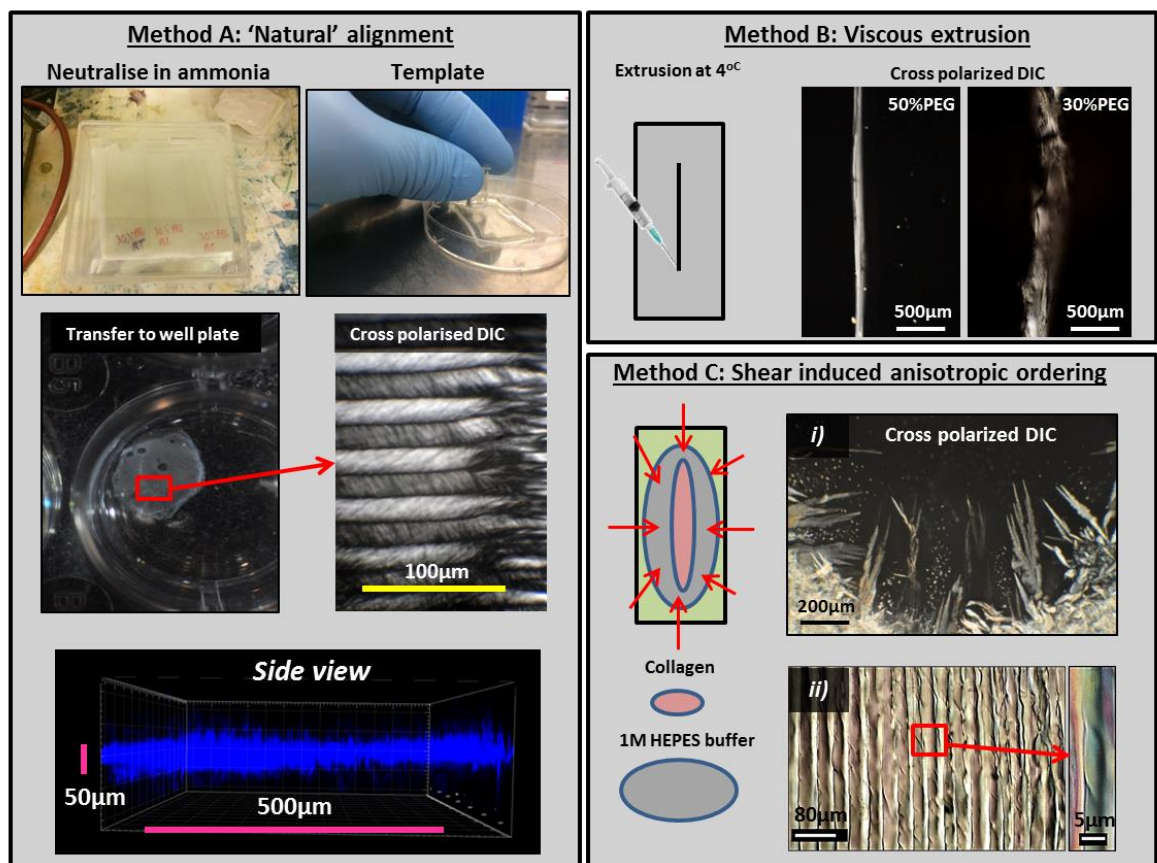 Method A: ‘Natural’ alignment
Neutralise in ammonia
Template
Transfer to well plate
Cross polarised DIC
100µm
Side view
50µm
500µm
Method B: Viscous extrusion
Extrusion at 4⁰C
Cross polarized DIC
50%PEG
30%PEG
500µm
500µm
Method C: Shear induced anisotropic ordering
i)
Cross polarized DIC
200µm
Collagen
1M HEPES buffer
ii)
80µm
5µm